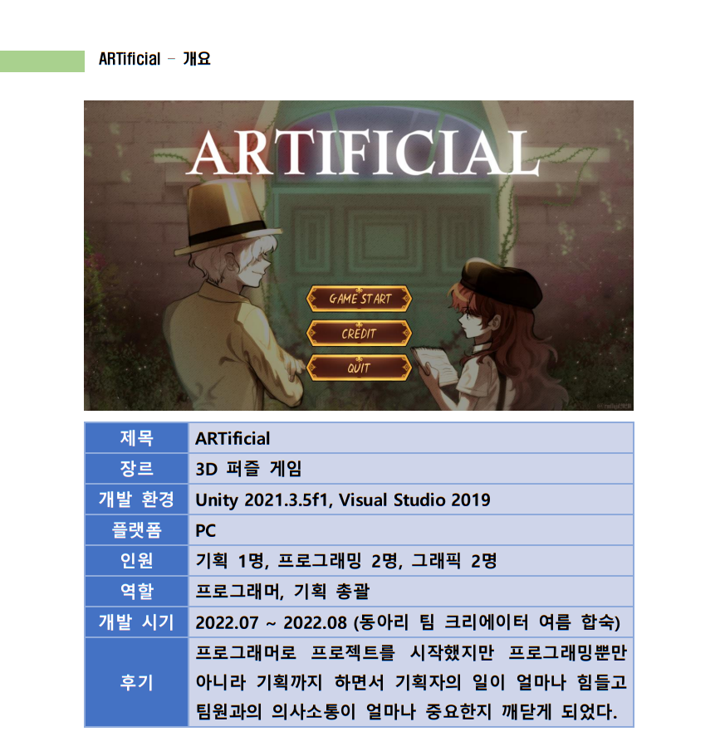 ARTificial - 개요
ARTIFICIAL
GAME START
CREDIT
QUIT
제목 ARTificial
장르 3D 퍼즐 게임
개발 환경 Unity 2021.3.5f1, Visual Studio 2019
플랫폼 PC
인원 기획 1명, 프로그래밍 2명, 그래픽 2명
역할 프로그래머, 기획 총괄
개발 시기 2022.07 ~ 2022.08 (동아리 팀 크리에이터 여름 합숙)
후기 프로그래머로 프로젝트를 시작했지만 프로그래밍뿐만
아니라 기획까지 하면서 기획자의 일이 얼마나 힘들고
팀원과의 의사소통이 얼마나 중요한지 깨닫게 되었다.